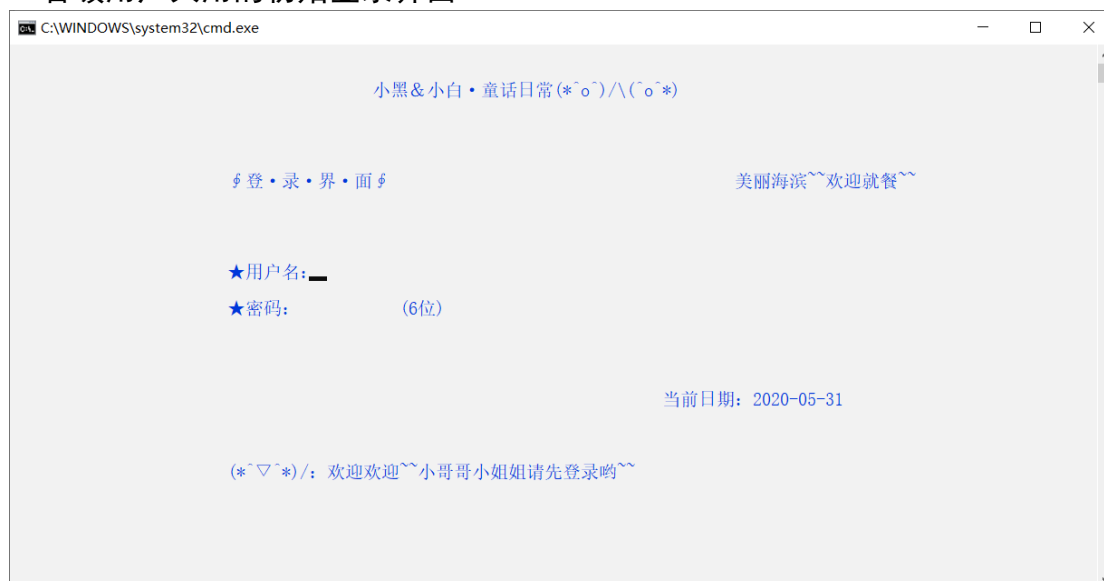 C:\WINDOWS\system32\cmd.exe
小黑＆小白·童话日常(*^o^)/\(^o^*)
∮登·录·界·面∮ 美丽海滨~~欢迎就餐~~
★用户名:
★密码: (6位)
当前日期: 2020-05-31
(*^▽^*)/: 欢迎欢迎~~小哥哥小姐姐请先登录哟~~